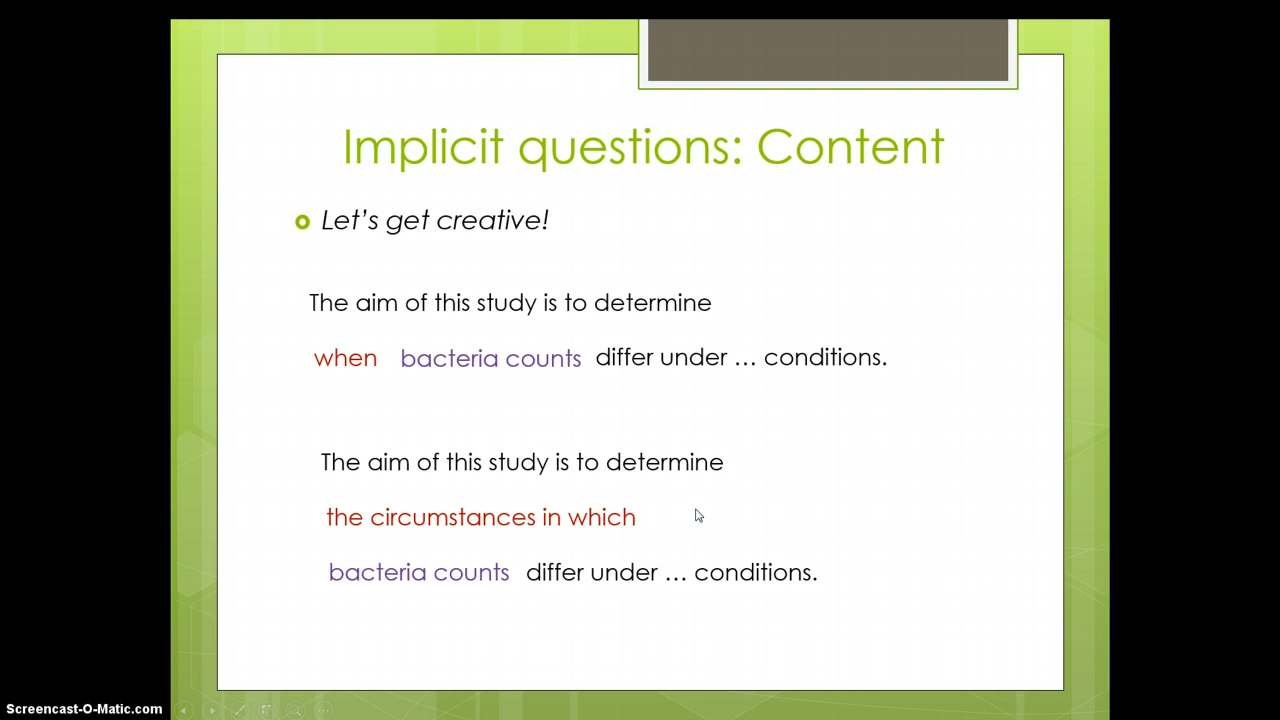 Implicit questions: Content
Let's get creative!
The aim of this study is to determine
when bacteria counts differ under … conditions.
The aim of this study is to determine
the circumstances in which
bacteria counts differ under … conditions.
Screencast-O-Matic.com